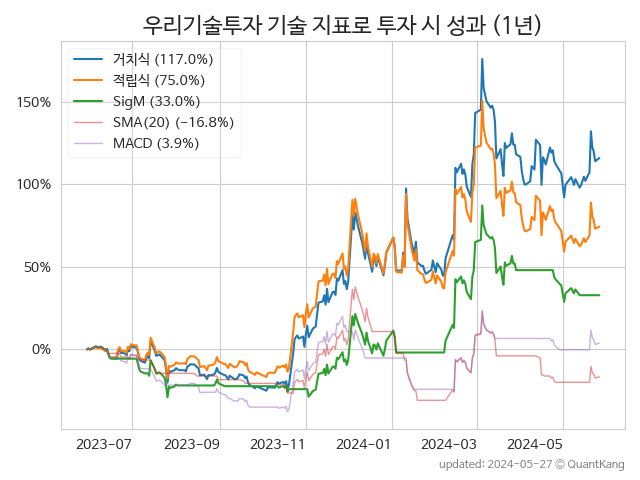 우리기술투자 기술 지표로 투자 시 성과 (1년)
거치식 (117.0%)
적립식 (75.0%)
SigM (33.0%)
SMA(20) (−16.8%)
MACD (3.9%)
150%
100%
50%
0%
2023-07
2023-09
2023-11
2024-01
2024-03
2024-05
updated: 2024-05-27 © QuantKang